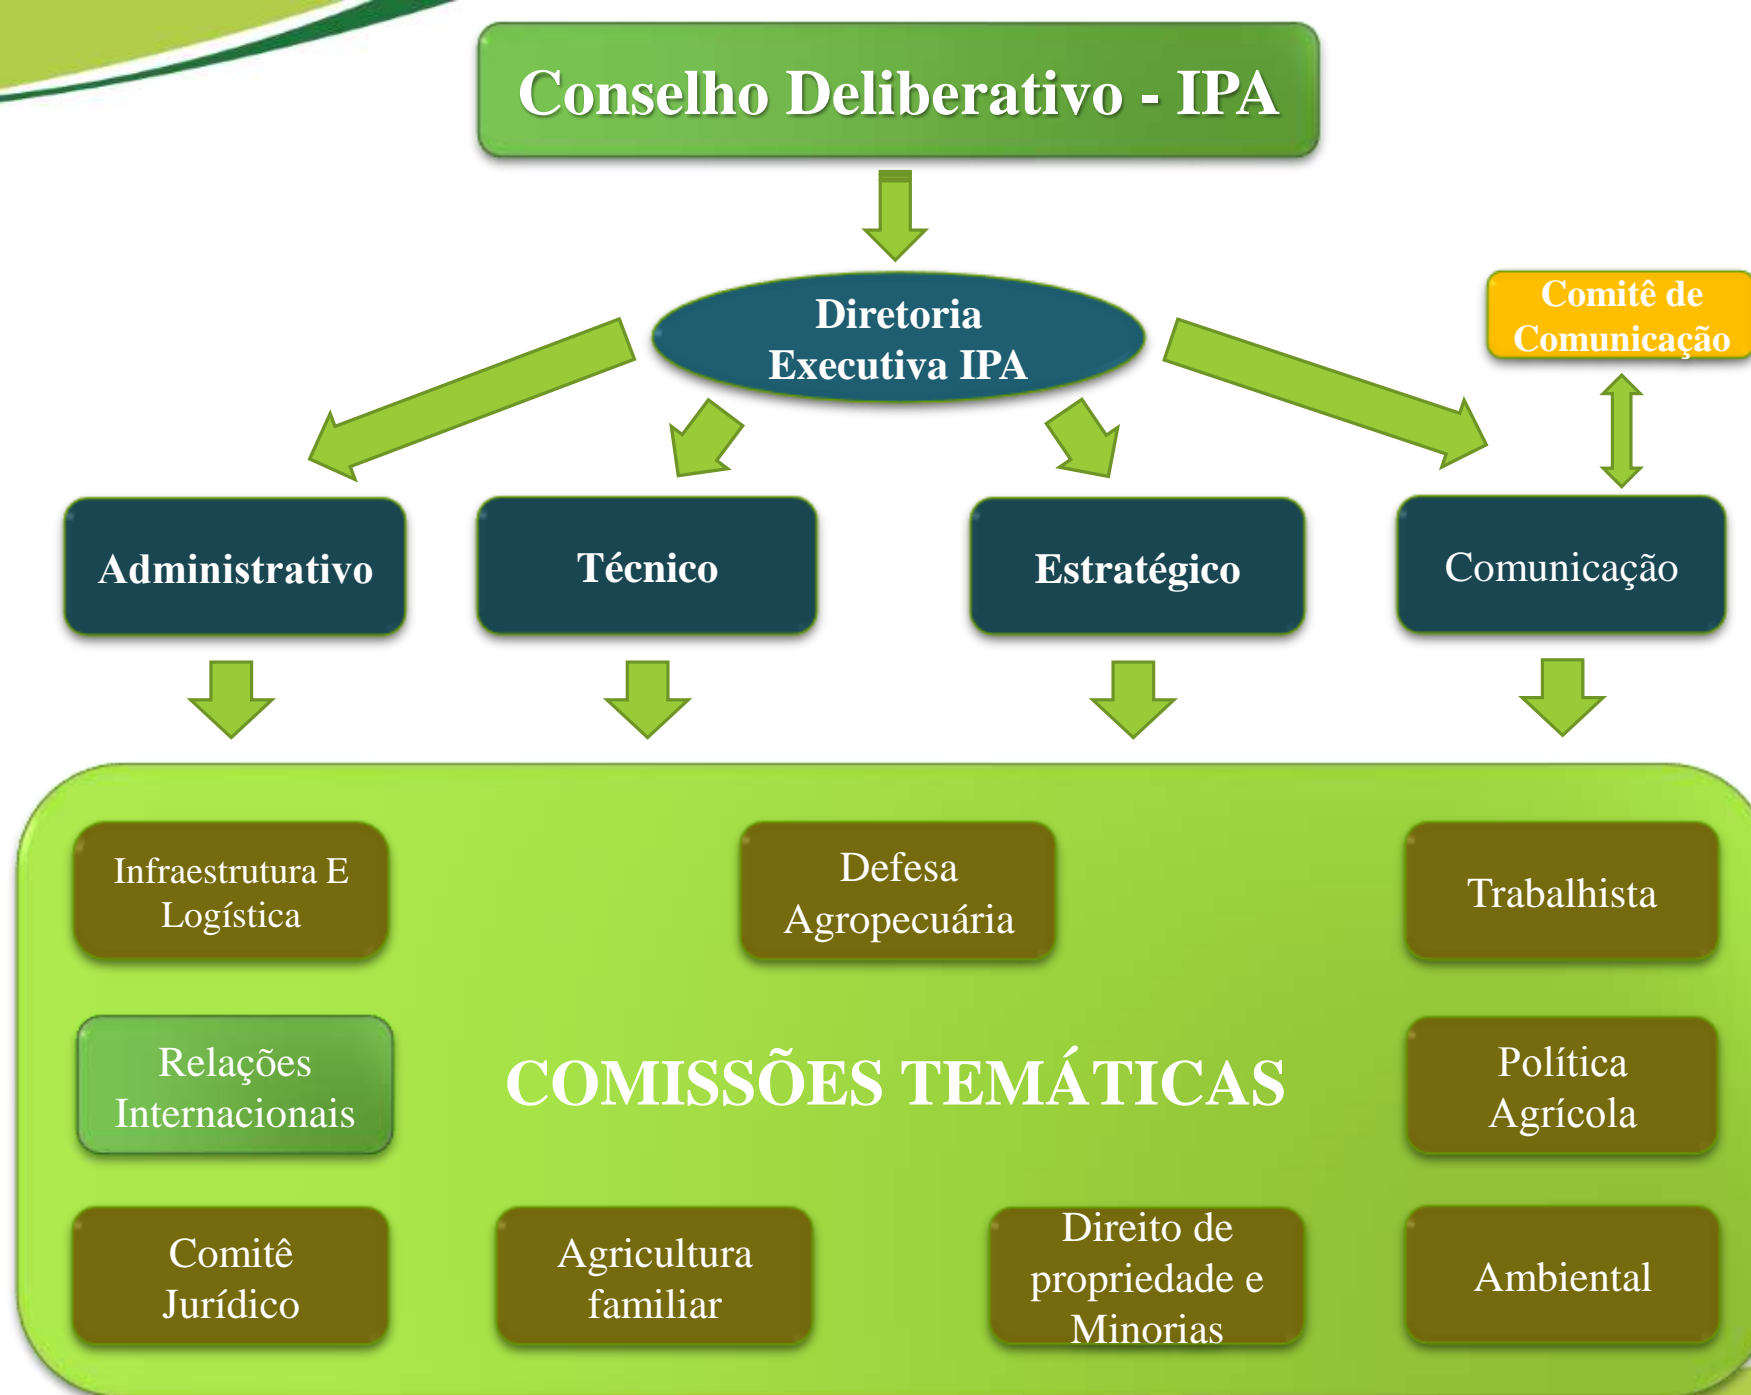 Conselho Deliberativo - IPA
Diretoria
Executiva IPA
Comitê de
Comunicação
Administrativo
Técnico
Estratégico
Comunicação
Infraestrutura E
Logística
Defesa
Agropecuária
Trabalhista
Relações
Internacionais
COMISSÕES TEMÁTICAS
Política
Agrícola
Comitê
Jurídico
Agricultura
familiar
Direito de
propriedade e
Minorias
Ambiental